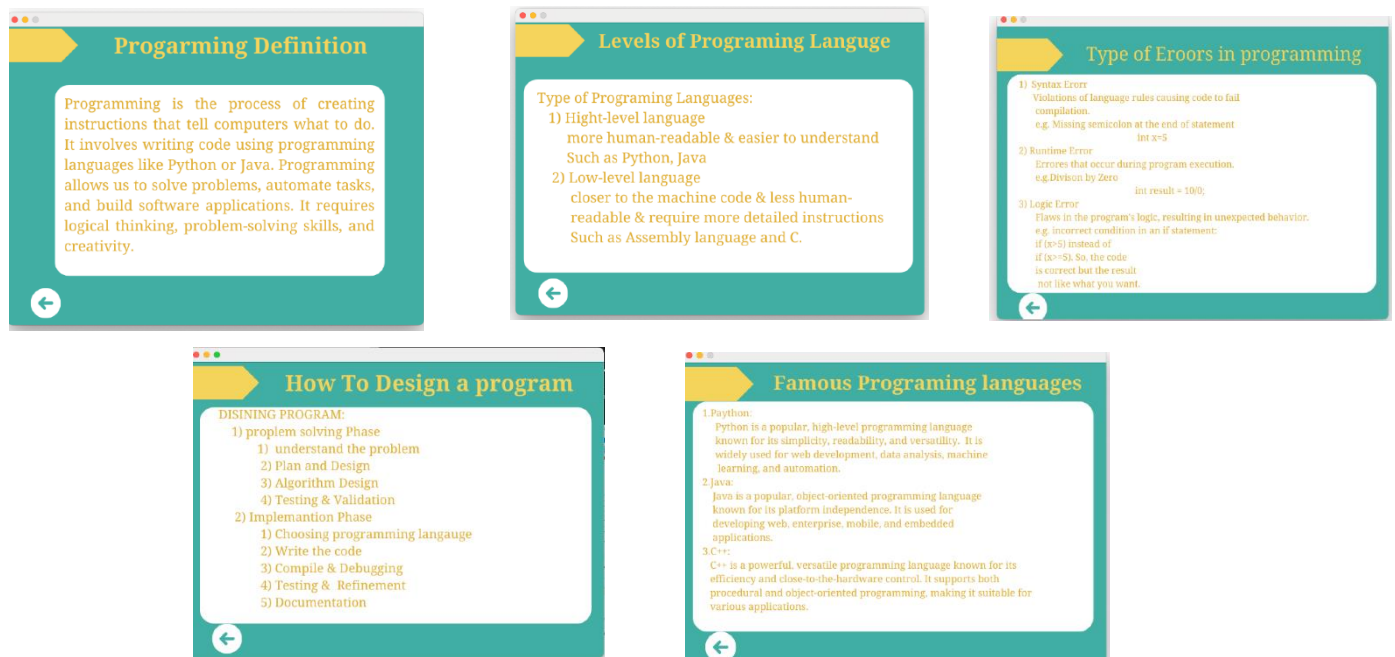 Progarming Definition
Programming is the process of creating
instructions that tell computers what to do.
It involves writing code using programming
languages like Python or Java. Programming
allows us to solve problems, automate tasks,
and build software applications. It requires
logical thinking, problem-solving skills, and
creativity.
Levels of Programing Languge
Type of Programing Languages:
1) Hight-level language
more human-readable & easier to understand
Such as Python, Java
2) Low-level language
closer to the machine code & less human-
readable & require more detailed instructions
Such as Assembly language and C.
Type of Eroors in programming
1) Syntax Erorr
Violations of language rules causing code to fail
compilation.
e.g. Missing semicolon at the end of statement
int x=5
2) Runtime Error
Errores that occur during program execution.
e.g.Divison by Zero
int result = 10/0;
3) Logic Error
Flaws in the program's logic, resulting in unexpected behavior.
e.g. incorrect condition in an if statement:
if (x>5) instead of
if (x>=5). So, the code
is correct but the result
not like what you want.
How To Design a program
DISINING PROGRAM:
1) proplem solving Phase
1) understand the problem
2) Plan and Design
3) Algorithm Design
4) Testing & Validation
2) Implemantion Phase
1) Choosing programming langauge
2) Write the code
3) Compile & Debugging
4) Testing & Refinement
5) Documentation
Famous Programing languages
1.Paython:
Python is a popular, high-level programming language
known for its simplicity, readability, and versatility. It is
widely used for web development, data analysis, machine
learning, and automation.
2.Java:
Java is a popular, object-oriented programming language
known for its platform independence. It is used for
developing web, enterprise, mobile, and embedded
applications.
3.C++:
C++ is a powerful, versatile programming language known for its
efficiency and close-to-the-hardware control. It supports both
procedural and object-oriented programming, making it suitable for
various applications.